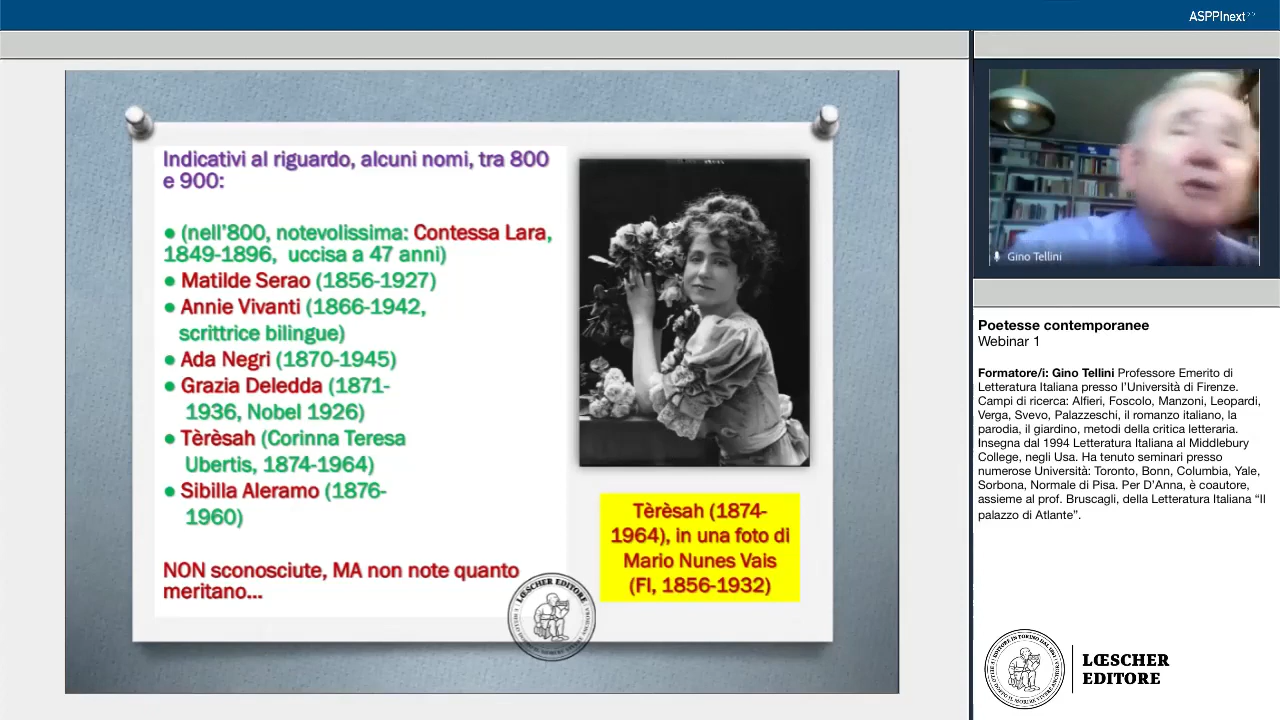 ASPPInext
Indicativi al riguardo, alcuni nomi, tra 800
e 900:
● (nell'800, notevolissima: Contessa Lara,
1849-1896, uccisa a 47 anni)
● Matilde Serao (1856-1927)
● Annie Vivanti (1866-1942,
scrittrice bilingue)
● Ada Negri (1870-1945)
● Grazia Deledda (1871-
1936, Nobel 1926)
● Tèrèsah (Corinna Teresa
Ubertis, 1874-1964)
● Sibilla Aleramo (1876-
1960)
NON sconosciute, MA non note quanto
meritano...
Tèrèsah (1874-
1964), in una foto di
Mario Nunes Vais
(FI, 1856-1932)
LŒSCHER EDITORE
Gino Tellini
Poetesse contemporanee
Webinar 1
Formatore/i: Gino Tellini Professore Emerito di
Letteratura Italiana presso l'Università di Firenze.
Campi di ricerca: Alfieri, Foscolo, Manzoni, Leopardi,
Verga, Svevo, Palazzeschi, il romanzo italiano, la
parodia, il giardino, metodi della critica letteraria.
Insegna dal 1994 Letteratura Italiana al Middlebury
College, negli Usa. Ha tenuto seminari presso
numerose Università: Toronto, Bonn, Columbia, Yale,
Sorbona, Normale di Pisa. Per D'Anna, è coautore,
assieme al prof. Bruscagli, della Letteratura Italiana "Il
palazzo di Atlante".
LŒSCHER
EDITORE